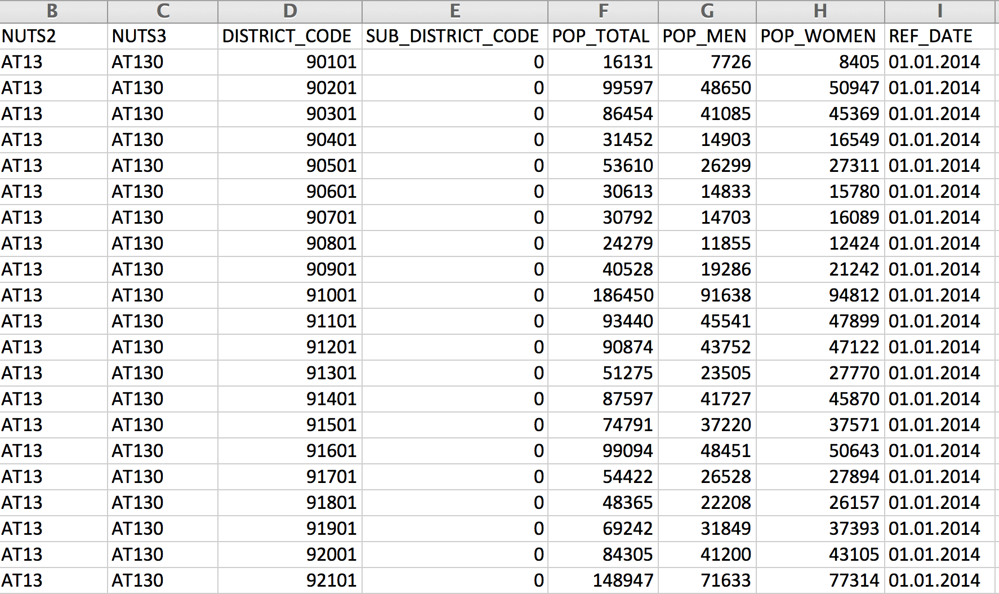 B C D E F G H I
NUTS2 NUTS3 DISTRICT_CODE SUB_DISTRICT_CODE POP_TOTAL POP_MEN POP_WOMEN REF_DATE
AT13 AT130 90101 0 16131 7726 8405 01.01.2014
AT13 AT130 90201 0 99597 48650 50947 01.01.2014
AT13 AT130 90301 0 86454 41085 45369 01.01.2014
AT13 AT130 90401 0 31452 14903 16549 01.01.2014
AT13 AT130 90501 0 53610 26299 27311 01.01.2014
AT13 AT130 90601 0 30613 14833 15780 01.01.2014
AT13 AT130 90701 0 30792 14703 16089 01.01.2014
AT13 AT130 90801 0 24279 11855 12424 01.01.2014
AT13 AT130 90901 0 40528 19286 21242 01.01.2014
AT13 AT130 91001 0 186450 91638 94812 01.01.2014
AT13 AT130 91101 0 93440 45541 47899 01.01.2014
AT13 AT130 91201 0 90874 43752 47122 01.01.2014
AT13 AT130 91301 0 51275 23505 27770 01.01.2014
AT13 AT130 91401 0 87597 41727 45870 01.01.2014
AT13 AT130 91501 0 74791 37220 37571 01.01.2014
AT13 AT130 91601 0 99094 48451 50643 01.01.2014
AT13 AT130 91701 0 54422 26528 27894 01.01.2014
AT13 AT130 91801 0 48365 22208 26157 01.01.2014
AT13 AT130 91901 0 69242 31849 37393 01.01.2014
AT13 AT130 92001 0 84305 41200 43105 01.01.2014
AT13 AT130 92101 0 148947 71633 77314 01.01.2014